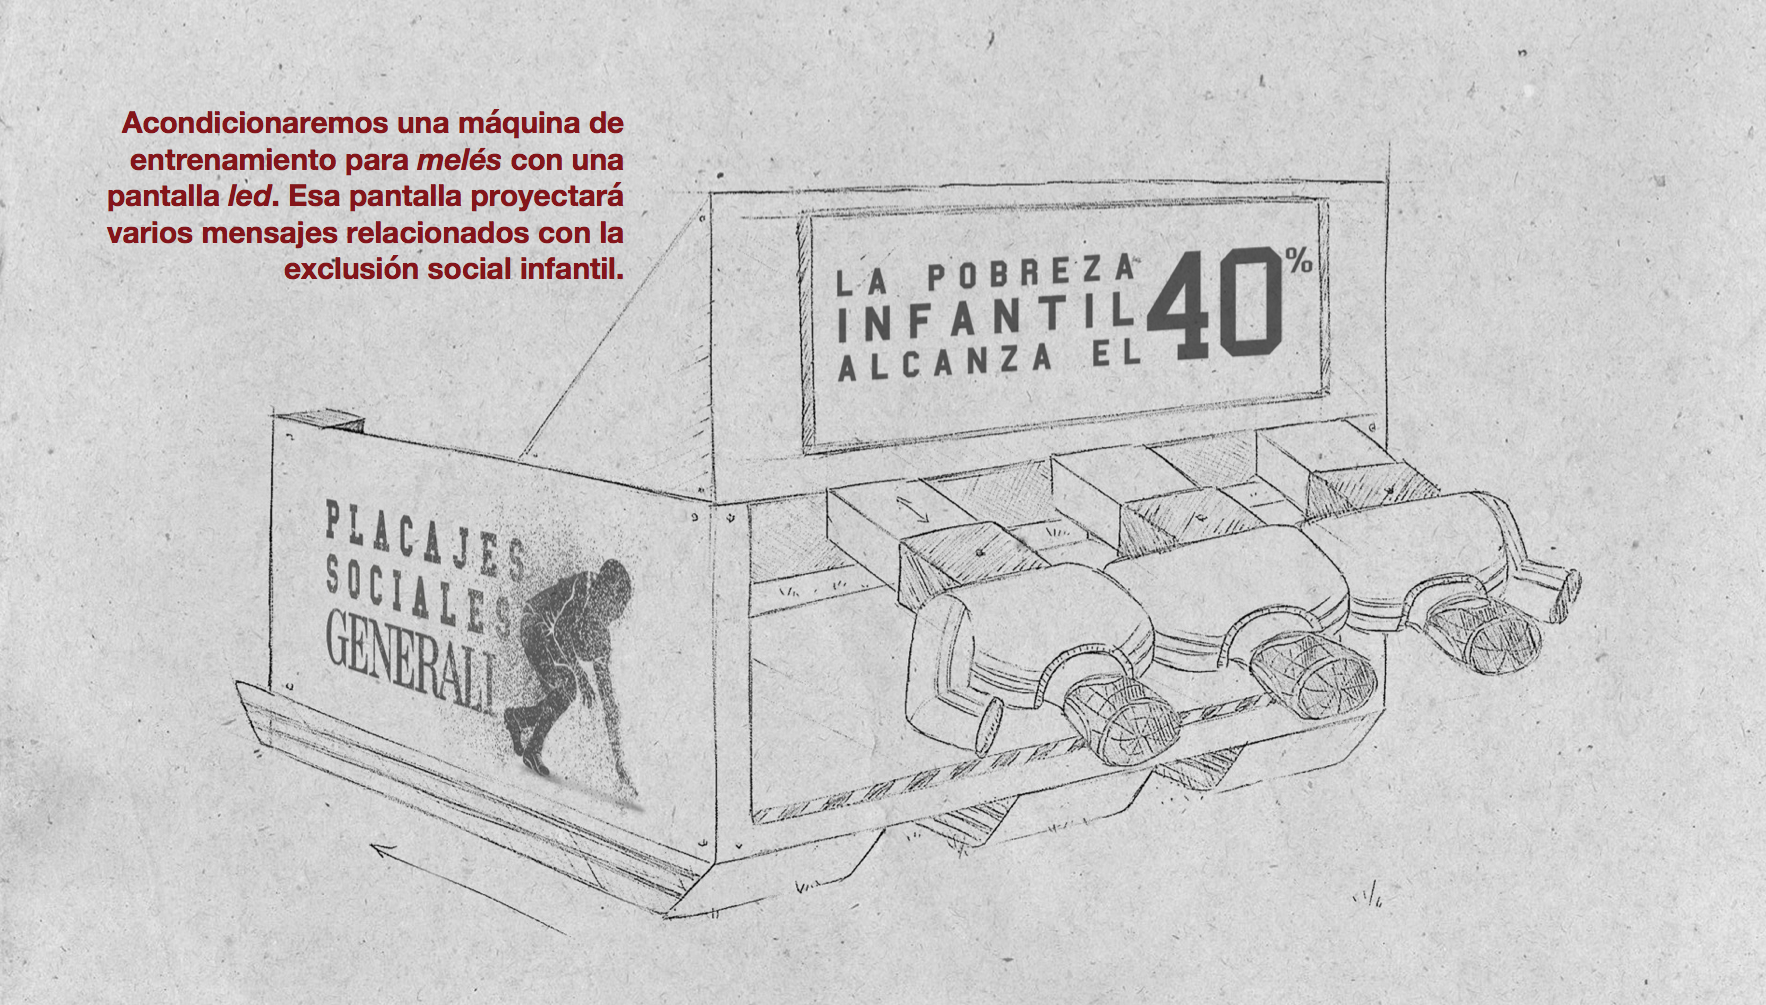 Acondicionaremos una máquina de
entrenamiento para melés con una
pantalla led. Esa pantalla proyectará
varios mensajes relacionados con la
exclusión social infantil.
LA POBREZA
INFANTIL
ALCANZA EL
40%
PLACAJES
SOCIALES
GENERALI